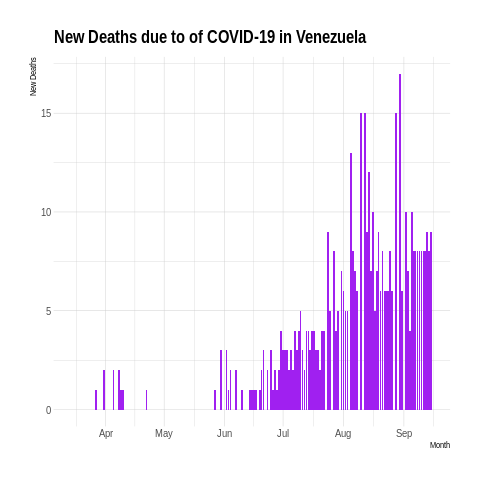 New Deaths due to of COVID-19 in Venezuela
New Deaths
15
10
5
0
Apr May Jun Jul Aug Sep
Month